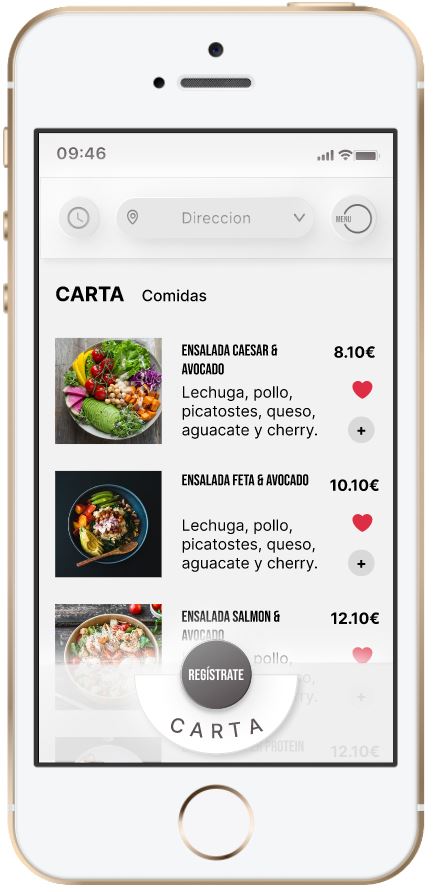 09:46
Direccion
MENU
CARTA Comidas
ENSALADA CAESAR &
AVOCADO
8.10€
Lechuga, pollo,
picatostes, queso,
aguacate y cherry.
+
ENSALADA FETA & AVOCADO
10.10€
Lechuga, pollo,
picatostes, queso,
aguacate y cherry.
+
ENSALADA SALMON &
AVOCADO
12.10€
pollo,
so,
rry.
+
REGÍSTRATE
CARTA
PROTEIN
12.10€